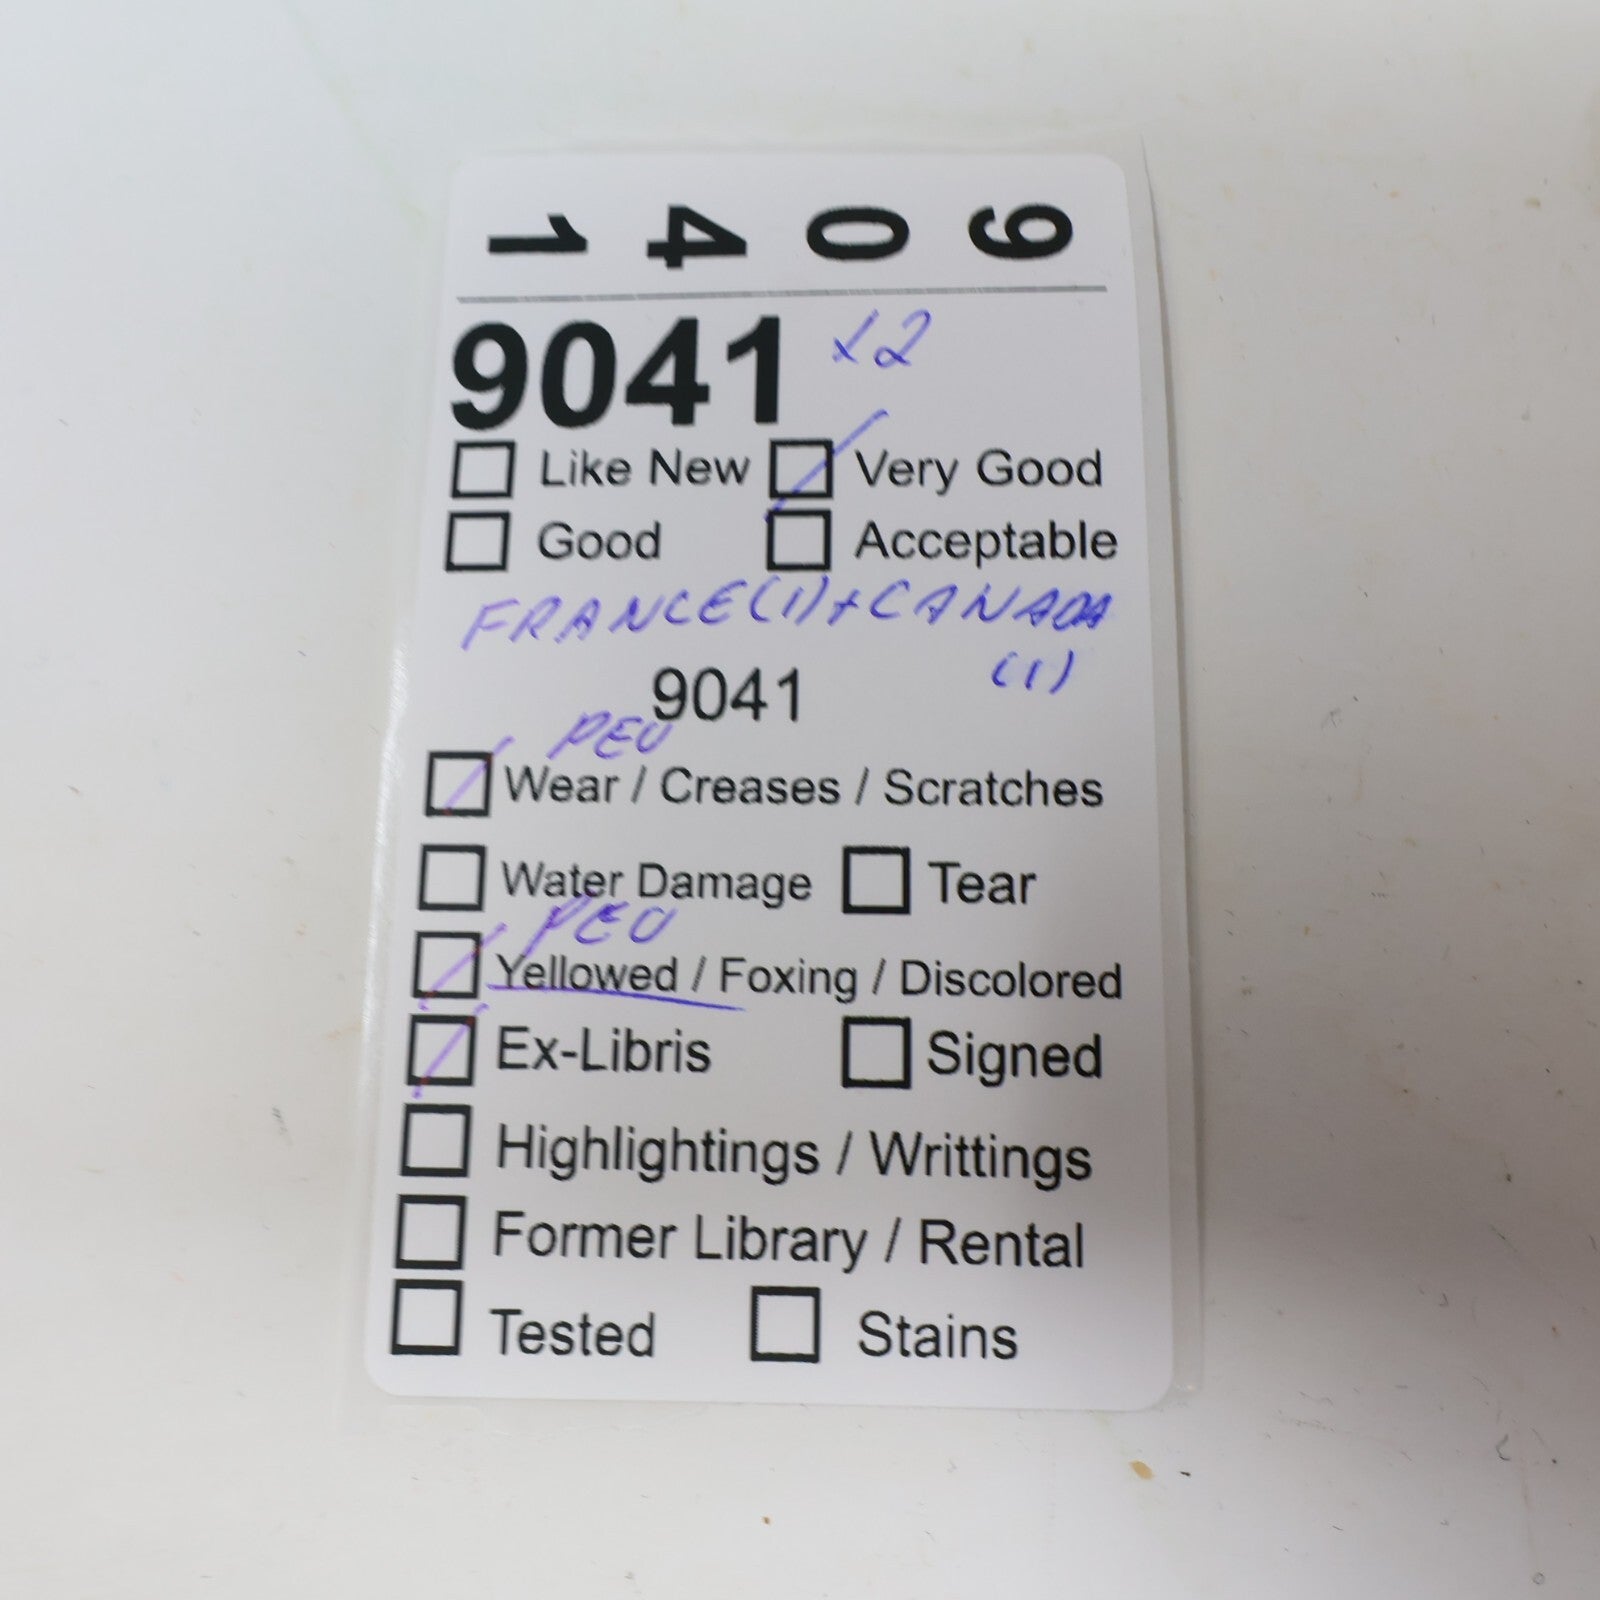 9041
9041 x2
Like New Very Good
Good Acceptable
FRANCE(1)+CANADA
(1)
9041
PEU
Wear / Creases / Scratches
Water Damage Tear
PEU
Yellowed / Foxing / Discolored
Ex-Libris Signed
Highlightings / Writtings
Former Library / Rental
Tested Stains